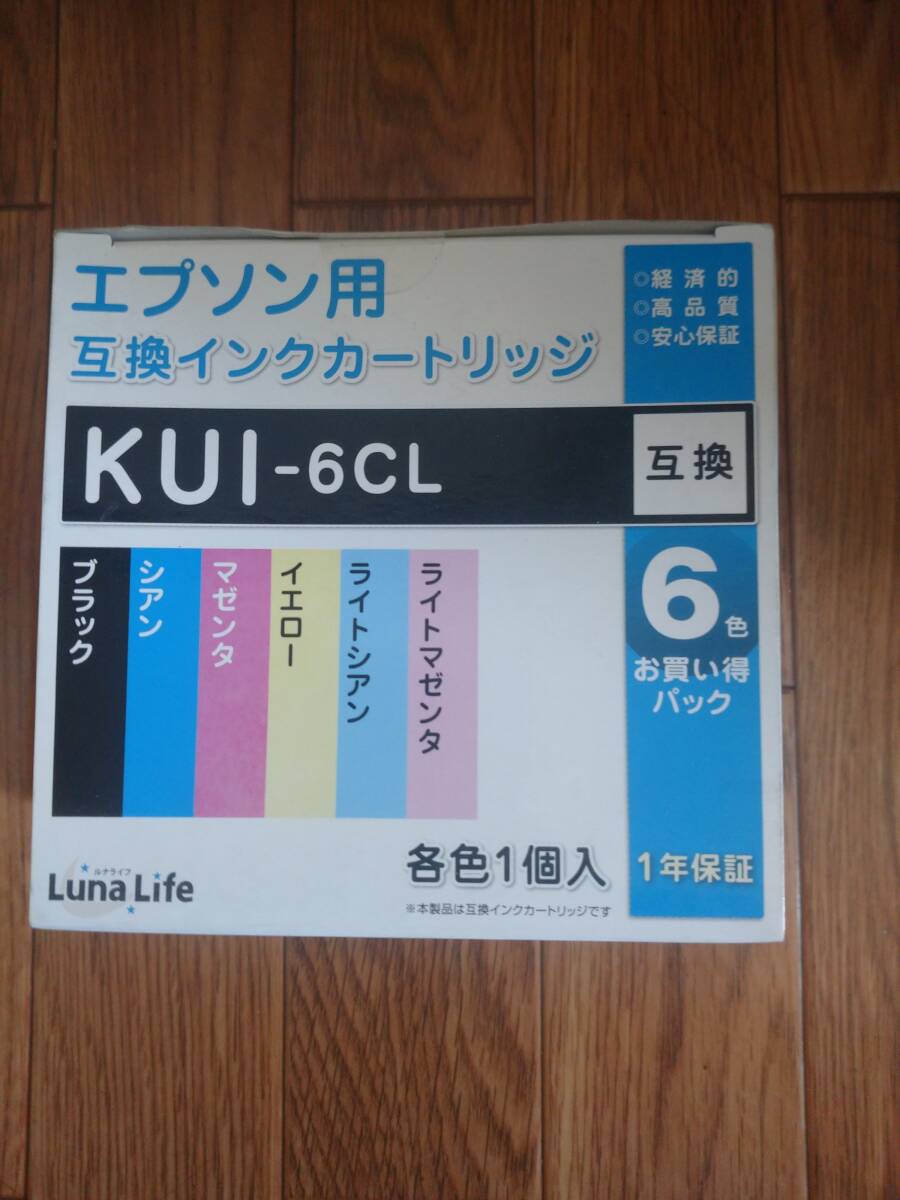 エプソン用
互換インクカートリッジ
◎経済的
◎高品質
◎安心保証
KUI-6CL
互換
ブラック
シアン
マゼンタ
イエロー
ライトシアン
ライトマゼンタ
6色
お買い得
パック
各色1個入
※本製品は互換インクカートリッジです
1年保証
ルナライフ
Luna Life